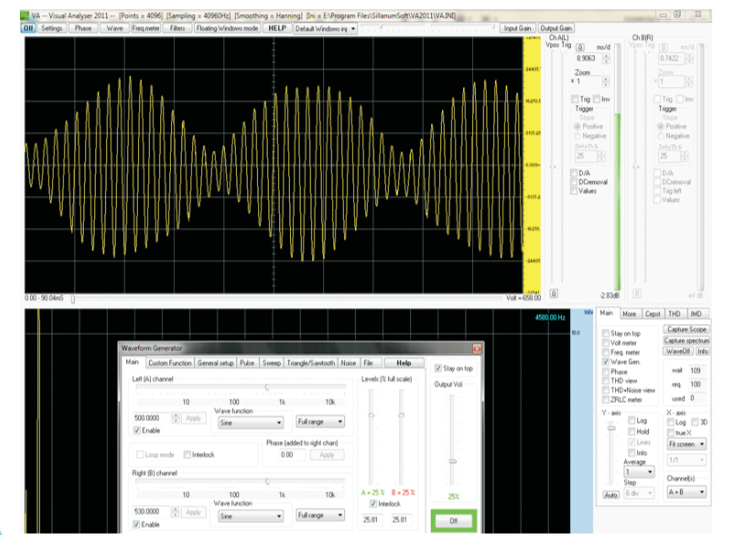 VA -- Visual Analyser 2011 -- [Points = 4096] [Sampling = 40960Hz] [Smoothing = Hanning] [Ini = E:\Program Files\SillanumSoft\VA2011\VA.INI]
Off Settings Phase Wave Freq.meter Filters Floating Windows mode HELP Default Windows inp Input Gain Output Gain
Ch A(L) Ch B(R)
Vpos Trig ms/d Vpos Trig ms/d
8.9063 0.7422
Zoom Zoom
x 1 x 1
Trig Inv Trig Inv
Trigger Trigger
Slope Slope
Positive Positive
Negative Negative
25 25
D/A D/A
DCremoval DCremoval
Values Trig left
Values
0.00 - 90.04mS Volt =658.00 -2.83dB inf dB
4580.00 Hz
Main More Cepst THD IMD
Stay on top Capture Scope
Volt meter Capture spectrum
Freq. meter WaveOff Info
Wave Gen.
Phase wait 109
THD view req. 100
THD+Noise view used 0
ZRLC meter
Y - axis X - axis
Log Log 3D
Hold true X
Lines Fit screen
Info 1/1
Average
1 Channel(s)
Step
Auto 6 div A + B
Waveform Generator
Main Custom Function General setup Pulse Sweep Triangle/Sawtooth Noise File Help Stay on top
Left (A) channel Levels (% full scale) Output Vol.
10 100 1k 10k
Wave function
500.0000 Apply Sine Full range
Enable
Phase (added to right chan)
Loop mode Interlock 0.00 Apply
Right (B) channel
10 100 1k 10k
A = 25 % B = 25 % 25%
Wave function Interlock
530.0000 Apply Sine Full range 25.81 25.81 Off
Enable